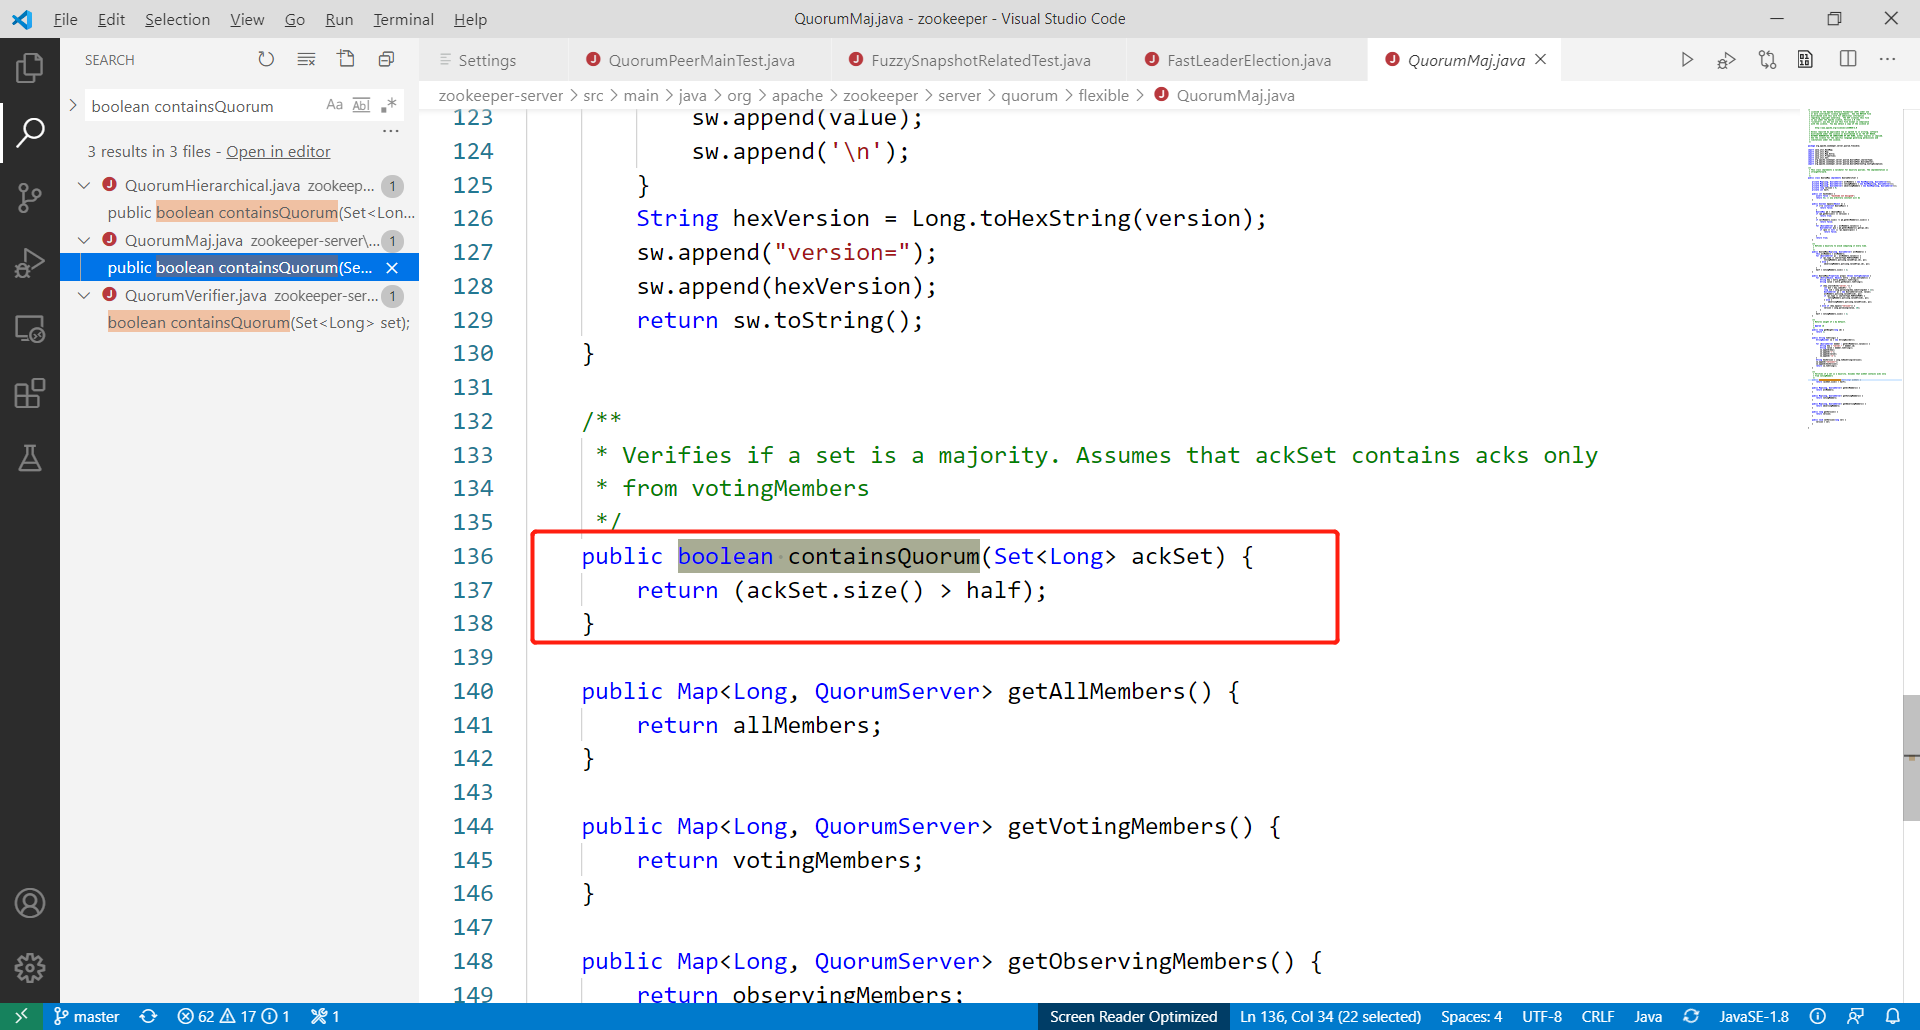 File Edit Selection View Go Run Terminal Help
QuorumMaj.java - zookeeper - Visual Studio Code
SEARCH
boolean containsQuorum
Aa Abl .*
3 results in 3 files - Open in editor
QuorumHierarchical.java zookeep... 1
public boolean containsQuorum(Set<Lon...
QuorumMaj.java zookeeper-server\... 1
public boolean containsQuorum(Se...
QuorumVerifier.java zookeeper-ser... 1
boolean containsQuorum(Set<Long> set);
Settings QuorumPeerMainTest.java FuzzySnapshotRelatedTest.java FastLeaderElection.java QuorumMaj.java
zookeeper-server > src > main > java > org > apache > zookeeper > server > quorum > flexible > QuorumMaj.java
123 sw.append(value);
124 sw.append('\n');
125 }
126 String hexVersion = Long.toHexString(version);
127 sw.append("version=");
128 sw.append(hexVersion);
129 return sw.toString();
130 }
131
132 /**
133 * Verifies if a set is a majority. Assumes that ackSet contains acks only
134 * from votingMembers
135 */
136 public boolean containsQuorum(Set<Long> ackSet) {
137 return (ackSet.size() > half);
138 }
139
140 public Map<Long, QuorumServer> getAllMembers() {
141 return allMembers;
142 }
143
144 public Map<Long, QuorumServer> getVotingMembers() {
145 return votingMembers;
146 }
147
148 public Map<Long, QuorumServer> getObservingMembers() {
149 return observingMembers;
master 62 17 1 1 Screen Reader Optimized Ln 136, Col 34 (22 selected) Spaces: 4 UTF-8 CRLF Java JavaSE-1.8